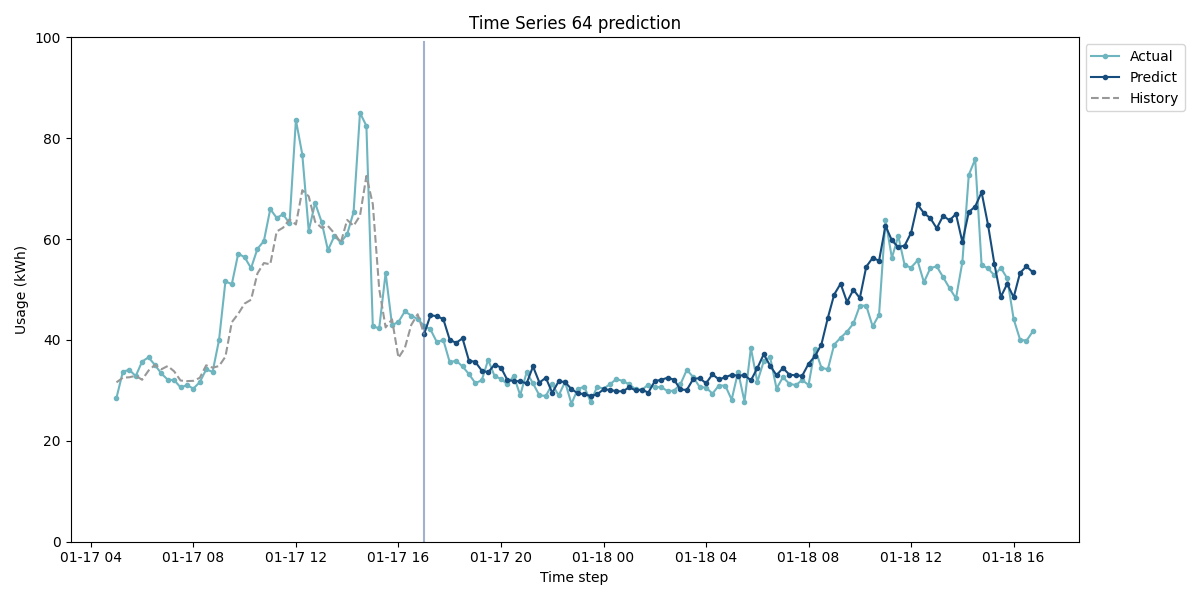 Time Series 64 prediction
Actual
Predict
History
Usage (kWh)
100
80
60
40
20
0
01-17 04 01-17 08 01-17 12 01-17 16 01-17 20 01-18 00 01-18 04 01-18 08 01-18 12 01-18 16
Time step